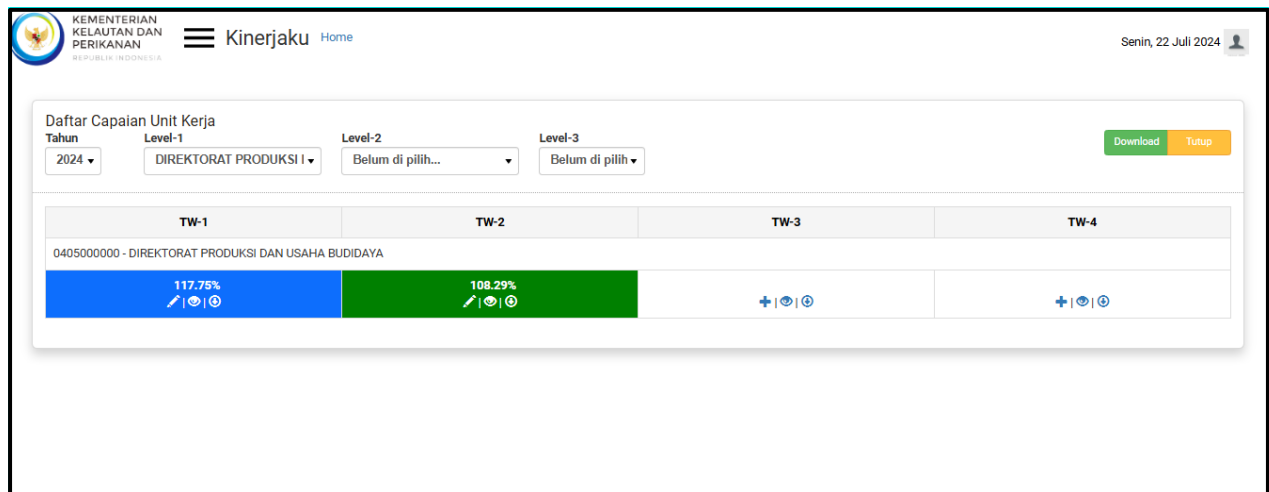 KEMENTERIAN
KELAUTAN DAN
PERIKANAN
REPUBLIK INDONESIA
Kinerjaku Home
Senin, 22 Juli 2024
Daftar Capaian Unit Kerja
Tahun Level-1 Level-2 Level-3
2024 DIREKTORAT PRODUKSI I Belum di pilih... Belum di pilih
Download Tutup
TW-1 TW-2 TW-3 TW-4
0405000000 - DIREKTORAT PRODUKSI DAN USAHA BUDIDAYA
117.75% 108.29%